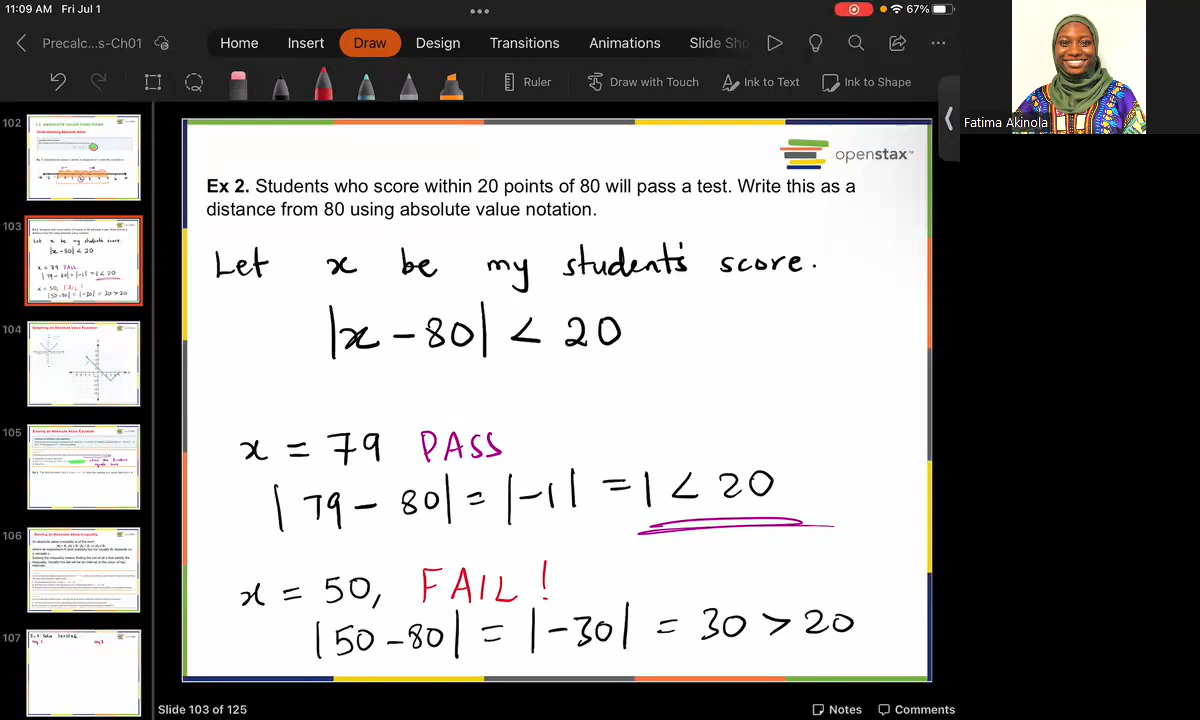 11:09 AM Fri Jul 1
67%
Precalc...s-Ch01
Home Insert Draw Design Transitions Animations Slide Sho
Ruler Draw with Touch Ink to Text Ink to Shape
Fatima Akinola
102
103
104
105
106
107
openstax™
Ex 2. Students who score within 20 points of 80 will pass a test. Write this as a
distance from 80 using absolute value notation.
Let x be my student's score.
|x - 80| < 20
x = 79 PASS
|79 - 80| = |-1| = 1 < 20
x = 50, FAIL!
|50 - 80| = |-30| = 30 > 20
Slide 103 of 125
Notes Comments